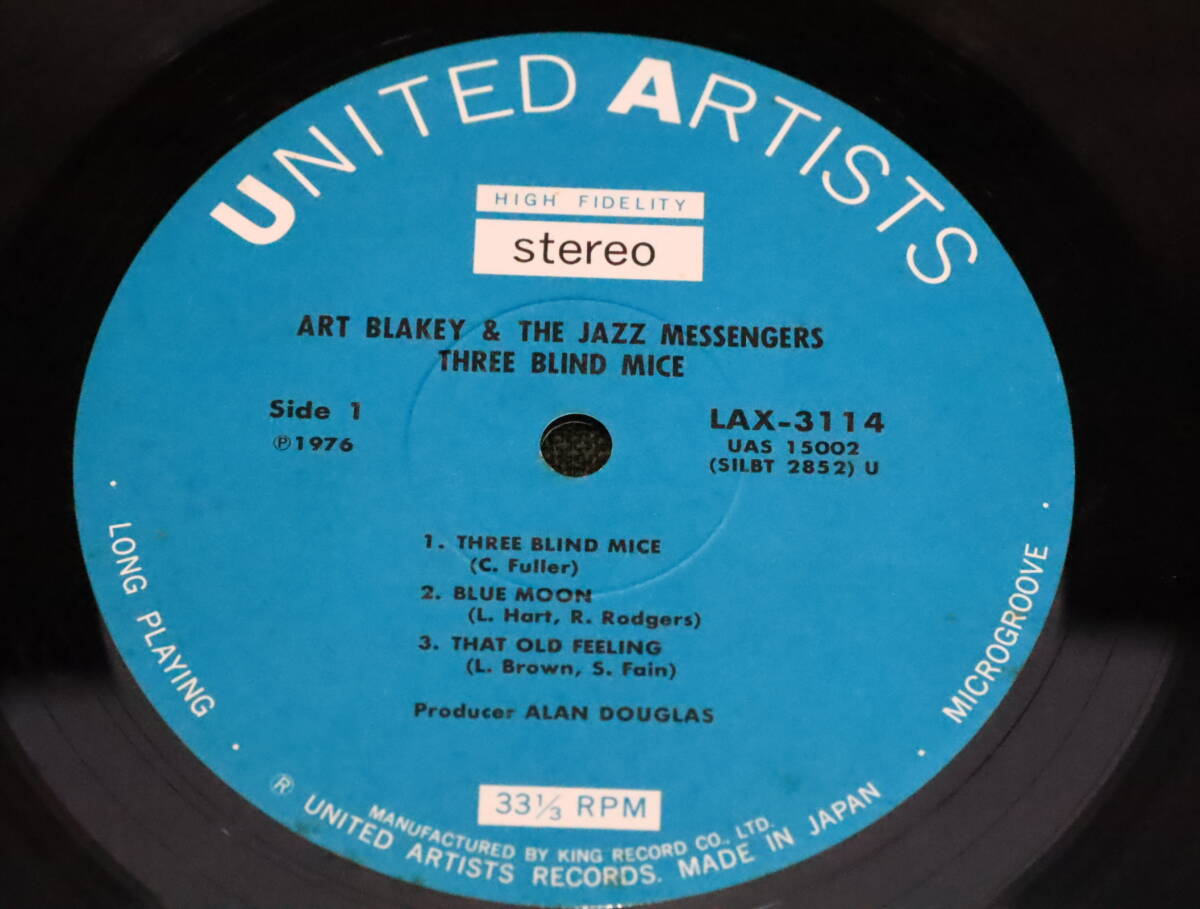 UNITED ARTISTS
HIGH FIDELITY
stereo
ART BLAKEY & THE JAZZ MESSENGERS
THREE BLIND MICE
Side 1
℗1976
LAX-3114
UAS 15002
(SILBT 2852) U
1. THREE BLIND MICE
(C. Fuller)
2. BLUE MOON
(L. Hart, R. Rodgers)
3. THAT OLD FEELING
(L. Brown, S. Fain)
Producer ALAN DOUGLAS
· LONG PLAYING ·
· MICROGROOVE ·
33⅓ RPM
MANUFACTURED BY KING RECORD CO., LTD.
® UNITED ARTISTS RECORDS. MADE IN JAPAN